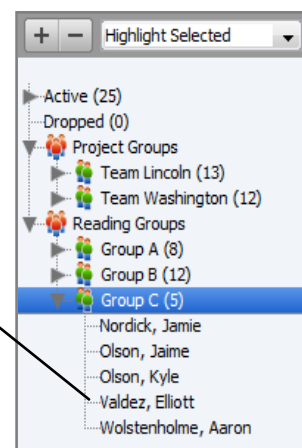 Highlight Selected
Active (25)
Dropped (0)
Project Groups
Team Lincoln (13)
Team Washington (12)
Reading Groups
Group A (8)
Group B (12)
Group C (5)
Nordick, Jamie
Olson, Jaime
Olson, Kyle
Valdez, Elliott
Wolstenholme, Aaron